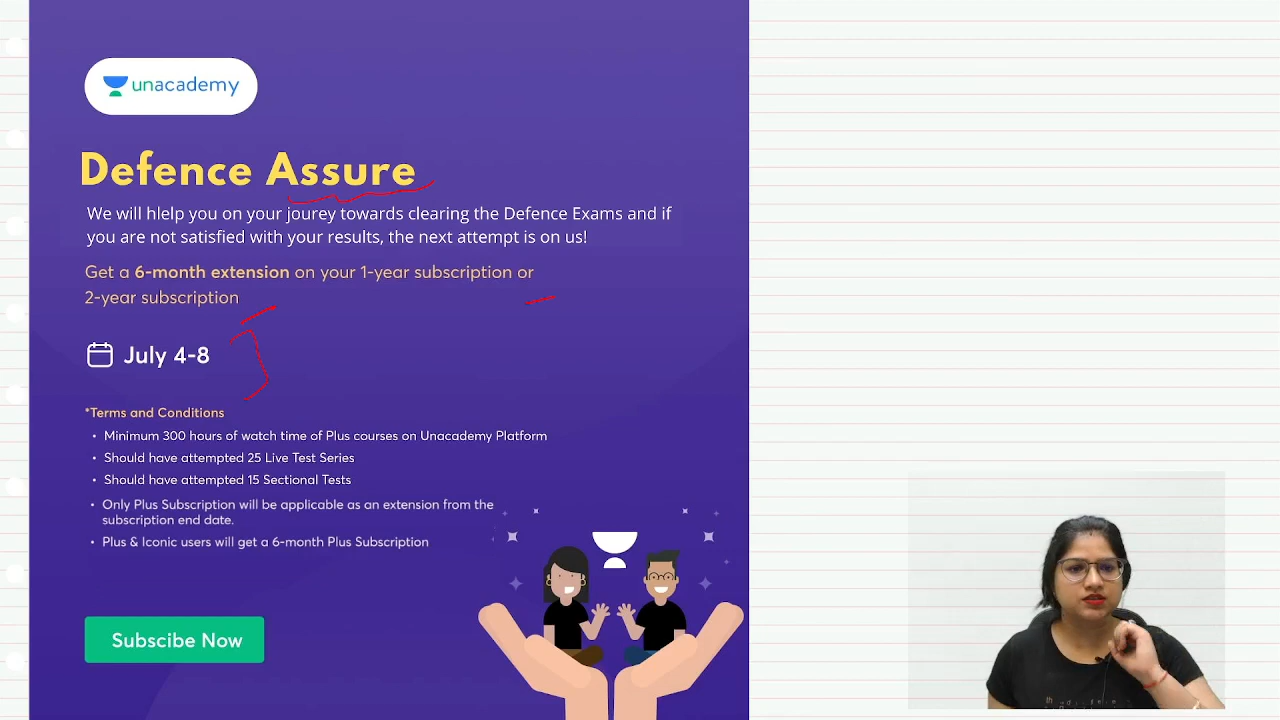 unacademy
Defence Assure
We will hlelp you on your jourey towards clearing the Defence Exams and if
you are not satisfied with your results, the next attempt is on us!
Get a 6-month extension on your 1-year subscription or
2-year subscription
July 4-8
*Terms and Conditions
• Minimum 300 hours of watch time of Plus courses on Unacademy Platform
• Should have attempted 25 Live Test Series
• Should have attempted 15 Sectional Tests
• Only Plus Subscription will be applicable as an extension from the
subscription end date.
• Plus & Iconic users will get a 6-month Plus Subscription
Subscibe Now